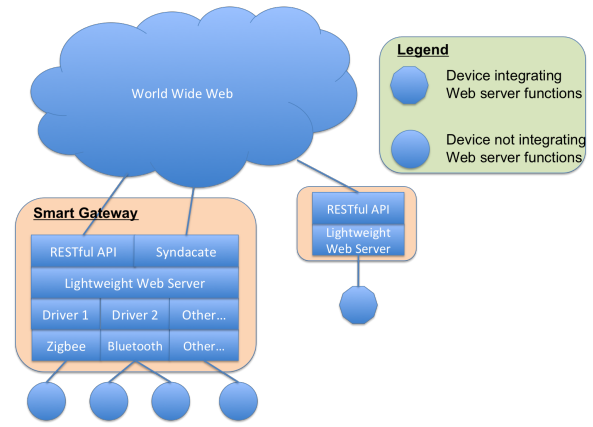 World Wide Web
Legend
Device integrating
Web server functions
Device not integrating
Web server functions
Smart Gateway
RESTful API
Syndacate
Lightweight Web Server
Driver 1
Driver 2
Other...
Zigbee
Bluetooth
Other...
RESTful API
Lightweight
Web Server